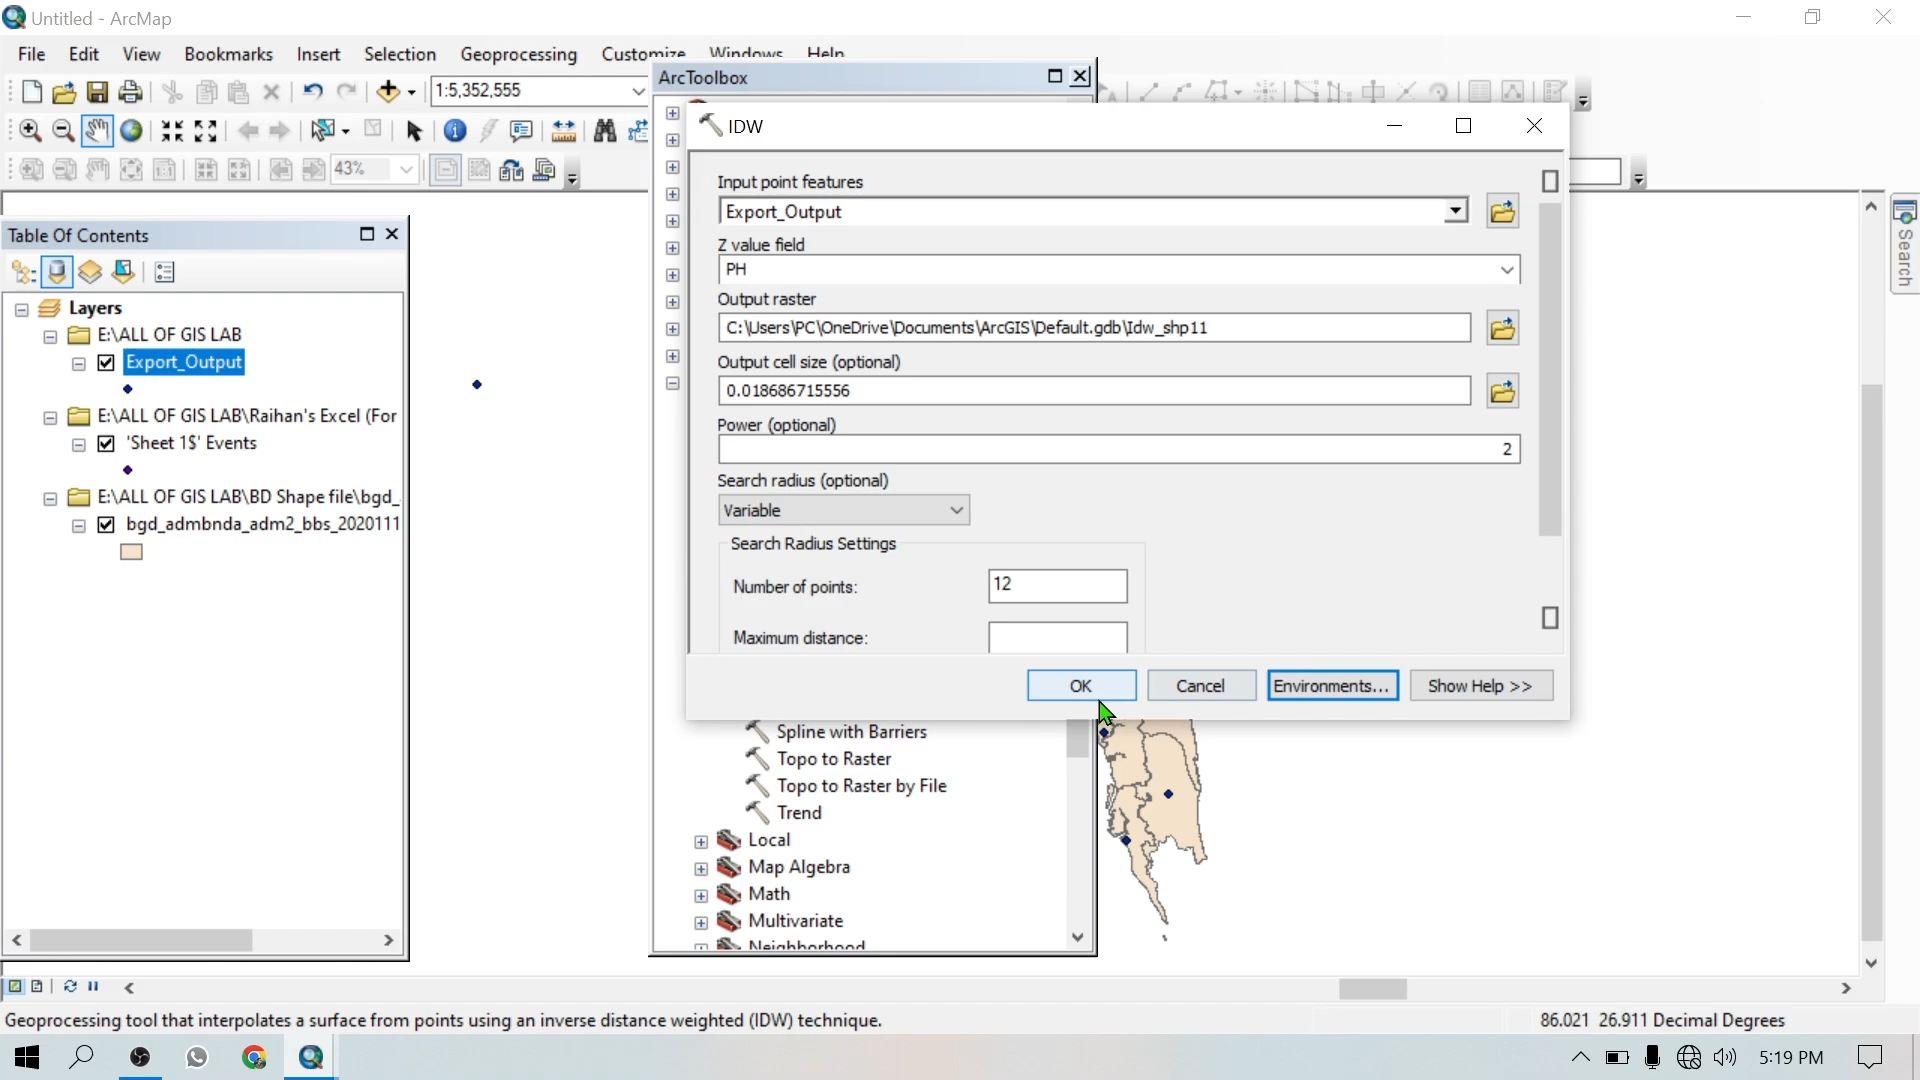 Untitled - ArcMap
File Edit View Bookmarks Insert Selection Geoprocessing Customize Windows Help
1:5,352,555
43%
ArcToolbox
IDW
Input point features
Export_Output
Z value field
PH
Output raster
C:\Users\PC\OneDrive\Documents\ArcGIS\Default.gdb\Idw_shp11
Output cell size (optional)
0.018686715556
Power (optional)
2
Search radius (optional)
Variable
Search Radius Settings
Number of points:
12
Maximum distance:
OK Cancel Environments... Show Help >>
Search
Table Of Contents
Layers
E:\ALL OF GIS LAB
Export_Output
E:\ALL OF GIS LAB\Raihan's Excel (For
'Sheet 1$' Events
E:\ALL OF GIS LAB\BD Shape file\bgd_
bgd_admbnda_adm2_bbs_2020111
Spline with Barriers
Topo to Raster
Topo to Raster by File
Trend
Local
Map Algebra
Math
Multivariate
Neighborhood
Geoprocessing tool that interpolates a surface from points using an inverse distance weighted (IDW) technique.
86.021 26.911 Decimal Degrees
5:19 PM